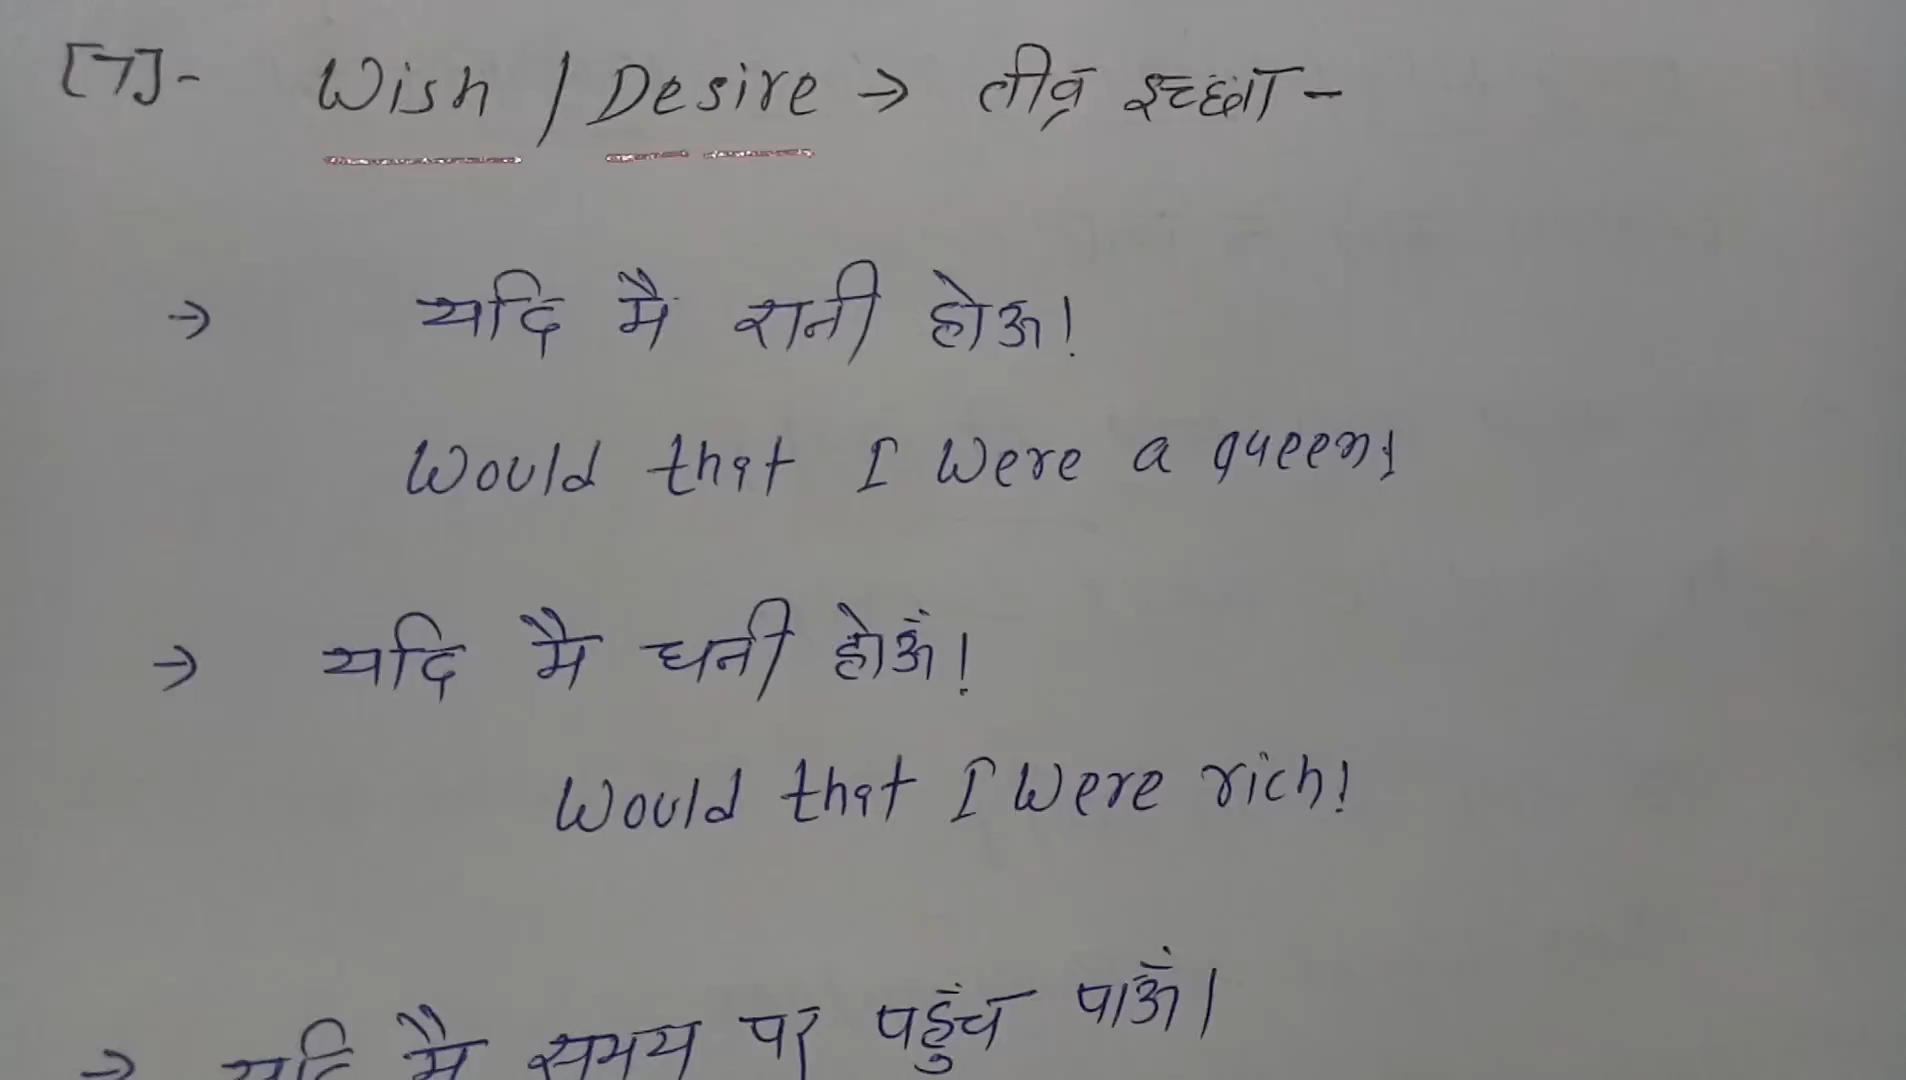 [7]- Wish / Desire → तीव्र इच्छा -
→ यदि मै रानी होऊ!
Would that I were a queen!
→ यदि मै धनी होऊँ!
Would that I were rich!
→ यदि मै समय पर पहुँच पाऊँ।